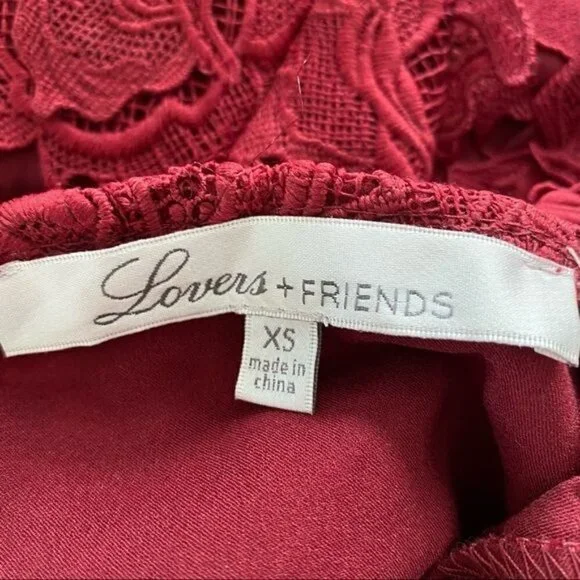 Lovers + FRIENDS
XS
made in
china